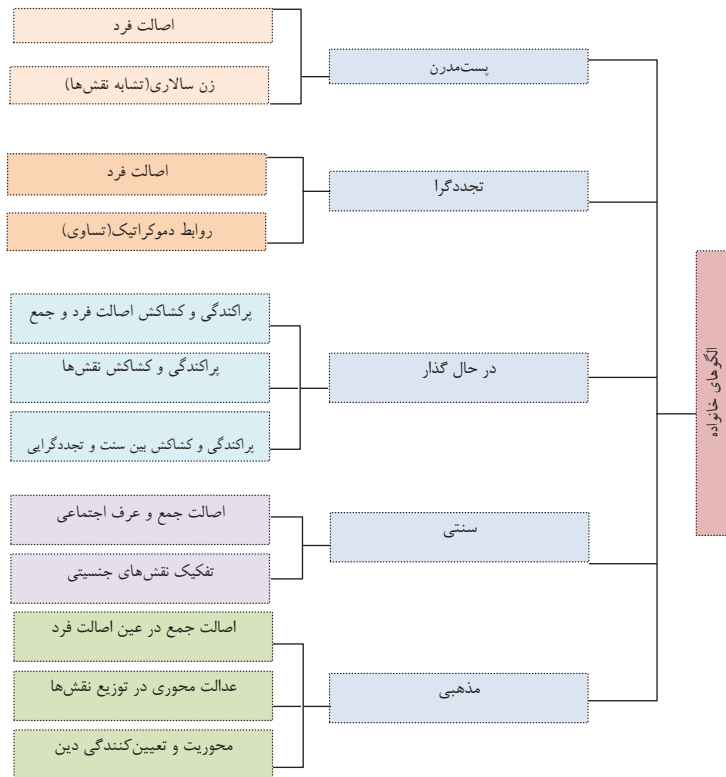 الگوهای خانواده
پست‌مدرن
اصالت فرد
زن سالاری(تشابه نقش‌ها)
تجددگرا
اصالت فرد
روابط دموکراتیک(تساوی)
در حال گذار
پراکندگی و کشاکش اصالت فرد و جمع
پراکندگی و کشاکش نقش‌ها
پراکندگی و کشاکش بین سنت و تجددگرایی
سنتی
اصالت جمع و عرف اجتماعی
تفکیک نقش‌های جنسیتی
مذهبی
اصالت جمع در عین اصالت فرد
عدالت محوری در توزیع نقش‌ها
محوریت و تعیین‌کنندگی دین